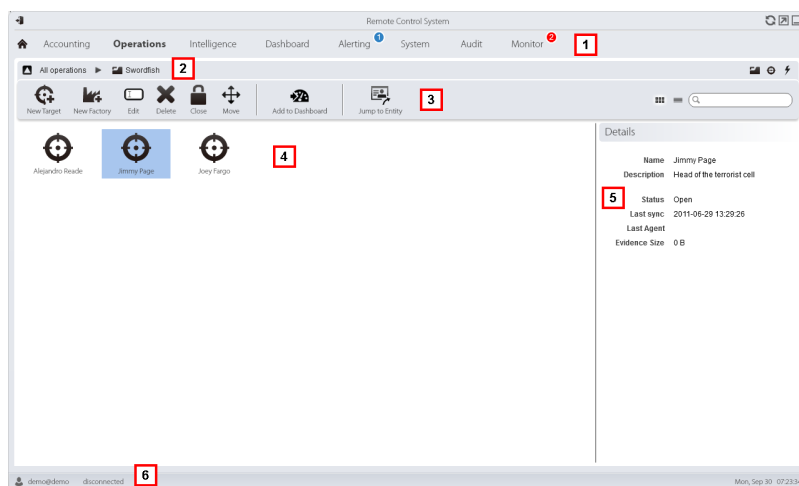 Remote Control System
Accounting Operations Intelligence Dashboard Alerting 1 System Audit Monitor 2 1
All operations Swordfish 2
New Target New Factory Edit Delete Close Move Add to Dashboard Jump to Entity 3
Details
Alejandro Reade Jimmy Page Joey Fargo 4
Name Jimmy Page
Description Head of the terrorist cell
5 Status Open
Last sync 2011-06-29 13:29:26
Last Agent
Evidence Size 0 B
demo@demo disconnected 6
Mon, Sep 30 07:23:3